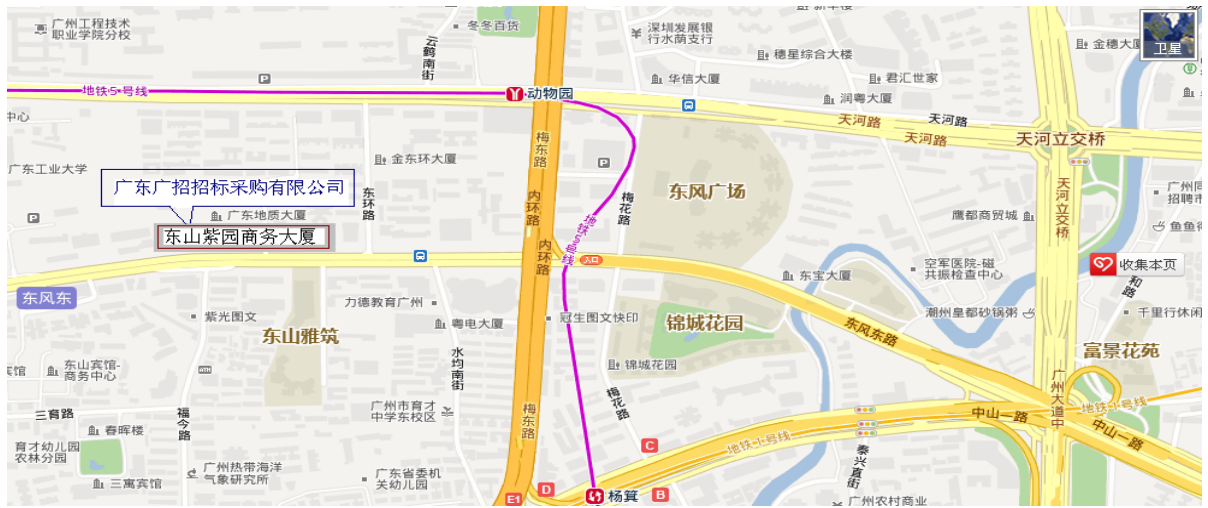 广州工程技术
职业学院分校
冬冬百货
云鹤南街
深圳发展银
行水荫支行
穗星综合大楼
金穗大厦
卫星
地铁5号线
动物园
华信大厦
君汇世家
润粤大厦
天河路
天河路
天河路
天河立交桥
中心
广东工业大学
金东环大厦
梅东路
广东广招招标采购有限公司
东环路
内环路
梅花路
东风广场
天河立交桥
广州同
招聘市
广东地质大厦
东山紫园商务大厦
地铁5号线
内环路
鹰都商贸城
鱼鱼得
入口
空军医院-磁
共振检查中心
收集本页
东宝大厦
和路
东风东
力德教育广州
紫光图文
东山雅筑
粤电大厦
冠生图文快印
锦城花园
东风东路
潮州皇都砂锅粥
千里行休闲
富景花苑
东山宾馆-
商务中心
宾馆
水均南街
锦城花园
梅花路
广州大道中
三育路
福今路
广州市育才
中学东校区
梅东路
中山一路
地铁1号线
中山一路
春晖楼
育才幼儿园
农林分园
地铁1号线
C
广州热带海洋
气象研究所
广东省委机
关幼儿园
泰兴直街
三寓宾馆
E1
D
杨箕
B
广州农村商业